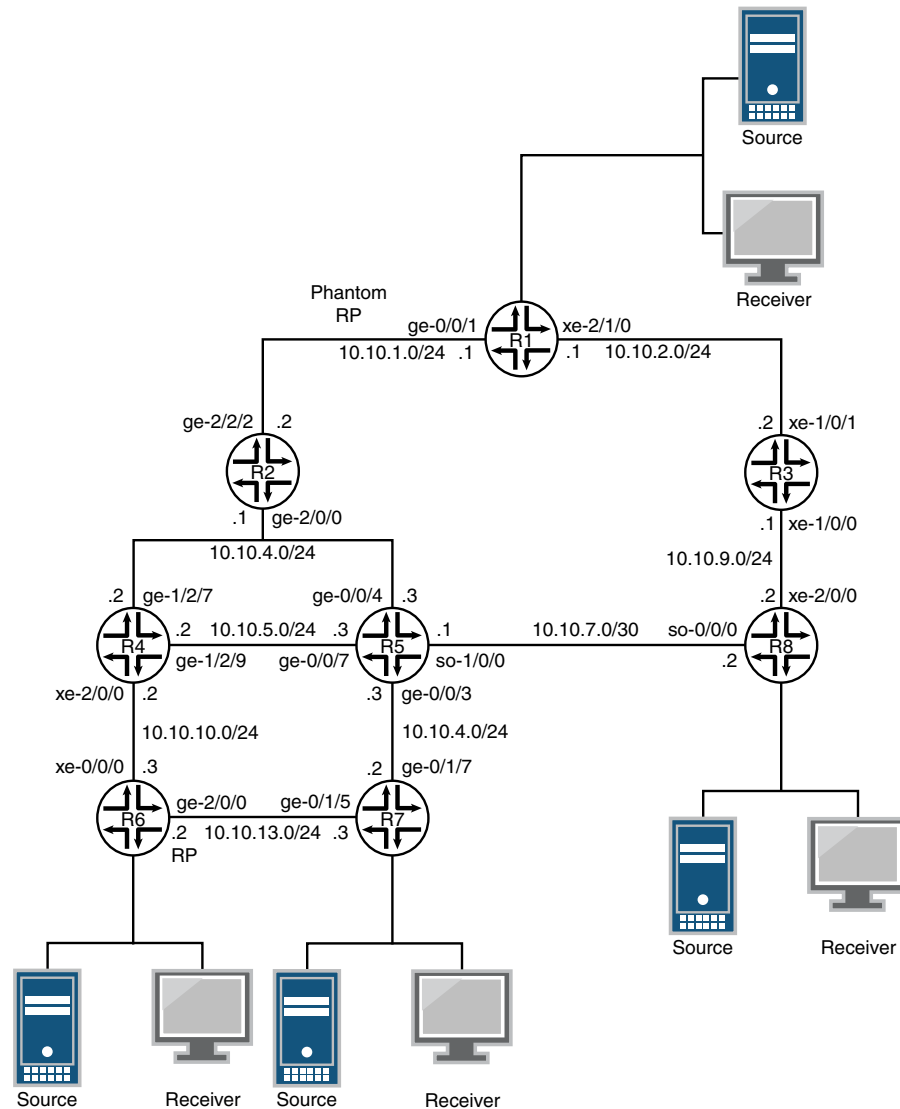 Source
Receiver
Phantom
RP
ge-0/0/1
xe-2/1/0
R1
10.10.1.0/24 .1
.1 10.10.2.0/24
ge-2/2/2 .2
.2 xe-1/0/1
R2
R3
.1 ge-2/0/0
.1 xe-1/0/0
10.10.4.0/24
10.10.9.0/24
.2 ge-1/2/7
ge-0/0/4 .3
.2 xe-2/0/0
R4
.2 10.10.5.0/24 .3
R5
.1 10.10.7.0/30 so-0/0/0
R8
ge-1/2/9 ge-0/0/7
so-1/0/0
.2
xe-2/0/0 .2
.3 ge-0/0/3
10.10.10.0/24
10.10.4.0/24
xe-0/0/0 .3
.2 ge-0/1/7
R6
ge-2/0/0 ge-0/1/5
R7
.2 10.10.13.0/24 .3
RP
Source
Receiver
Source
Receiver
Source
Receiver